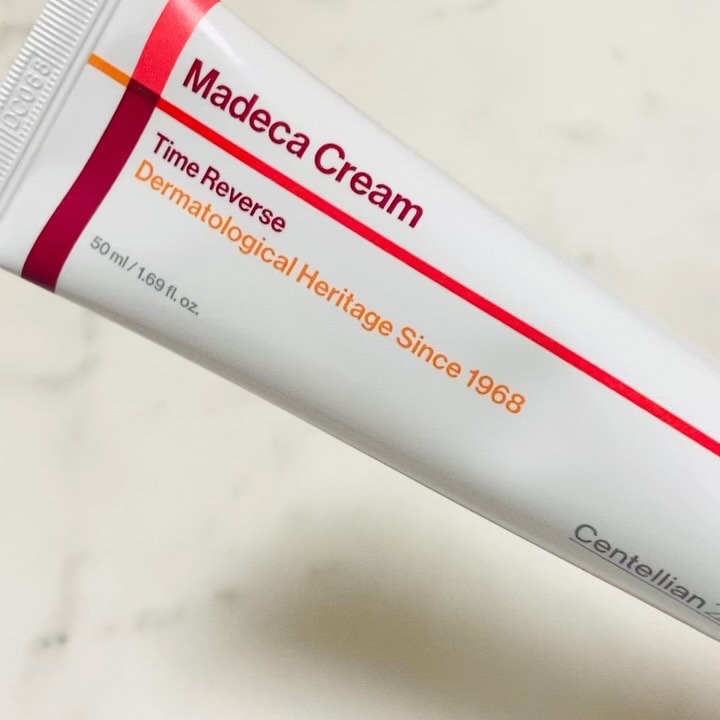 Madeca Cream
Time Reverse
Dermatological Heritage Since 1968
50 ml / 1.69 fl. oz.
Centellian